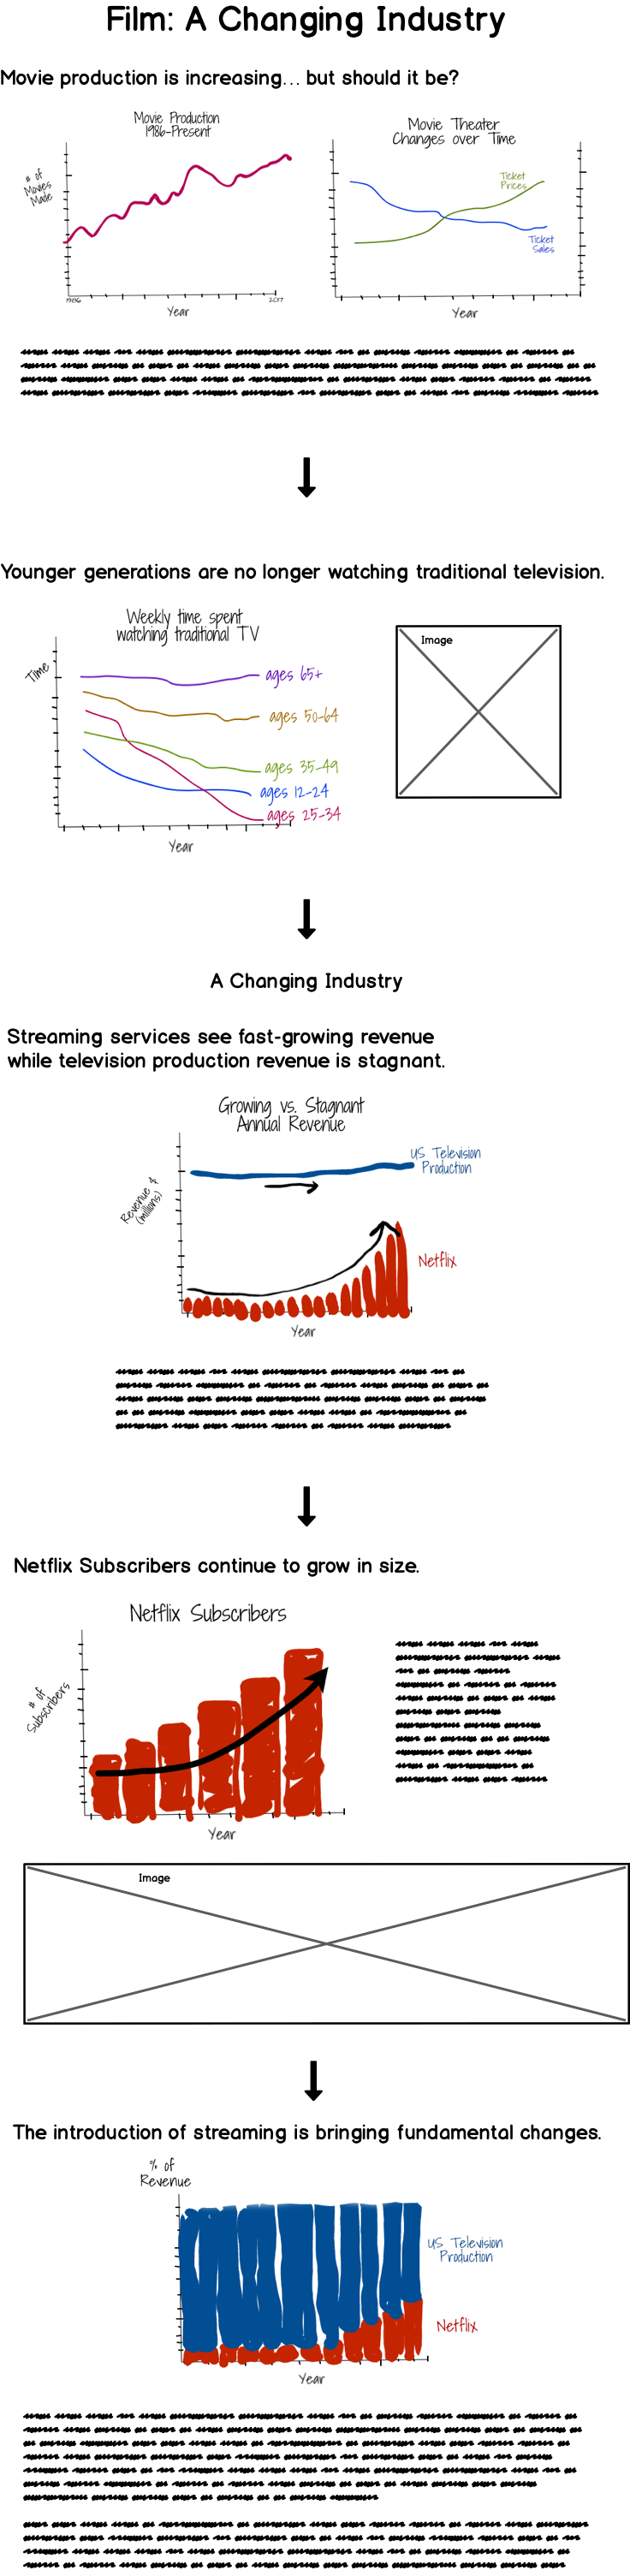 Film: A Changing Industry
Movie production is increasing... but should it be?
Movie Production
1986-Present
# of
Movies
Made
1986
2017
Year
Movie Theater
Changes over Time
Ticket
Prices
Ticket
Sales
Year
Younger generations are no longer watching traditional television.
Weekly time spent
watching traditional TV
Time
ages 65+
ages 50-64
ages 35-49
ages 12-24
ages 25-34
Year
Image
A Changing Industry
Streaming services see fast-growing revenue
while television production revenue is stagnant.
Growing vs. Stagnant
Annual Revenue
Revenue $
(millions)
US Television
Production
Netflix
Year
Netflix Subscribers continue to grow in size.
Netflix Subscribers
# of
Subscribers
Year
Image
The introduction of streaming is bringing fundamental changes.
% of
Revenue
US Television
Production
Netflix
Year